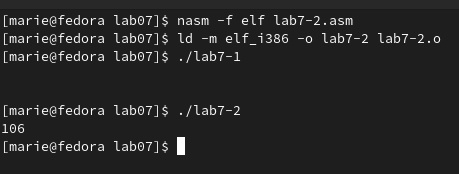 [marie@fedora lab07]$ nasm -f elf lab7-2.asm
[marie@fedora lab07]$ ld -m elf_i386 -o lab7-2 lab7-2.o
[marie@fedora lab07]$ ./lab7-1
[marie@fedora lab07]$ ./lab7-2
106
[marie@fedora lab07]$